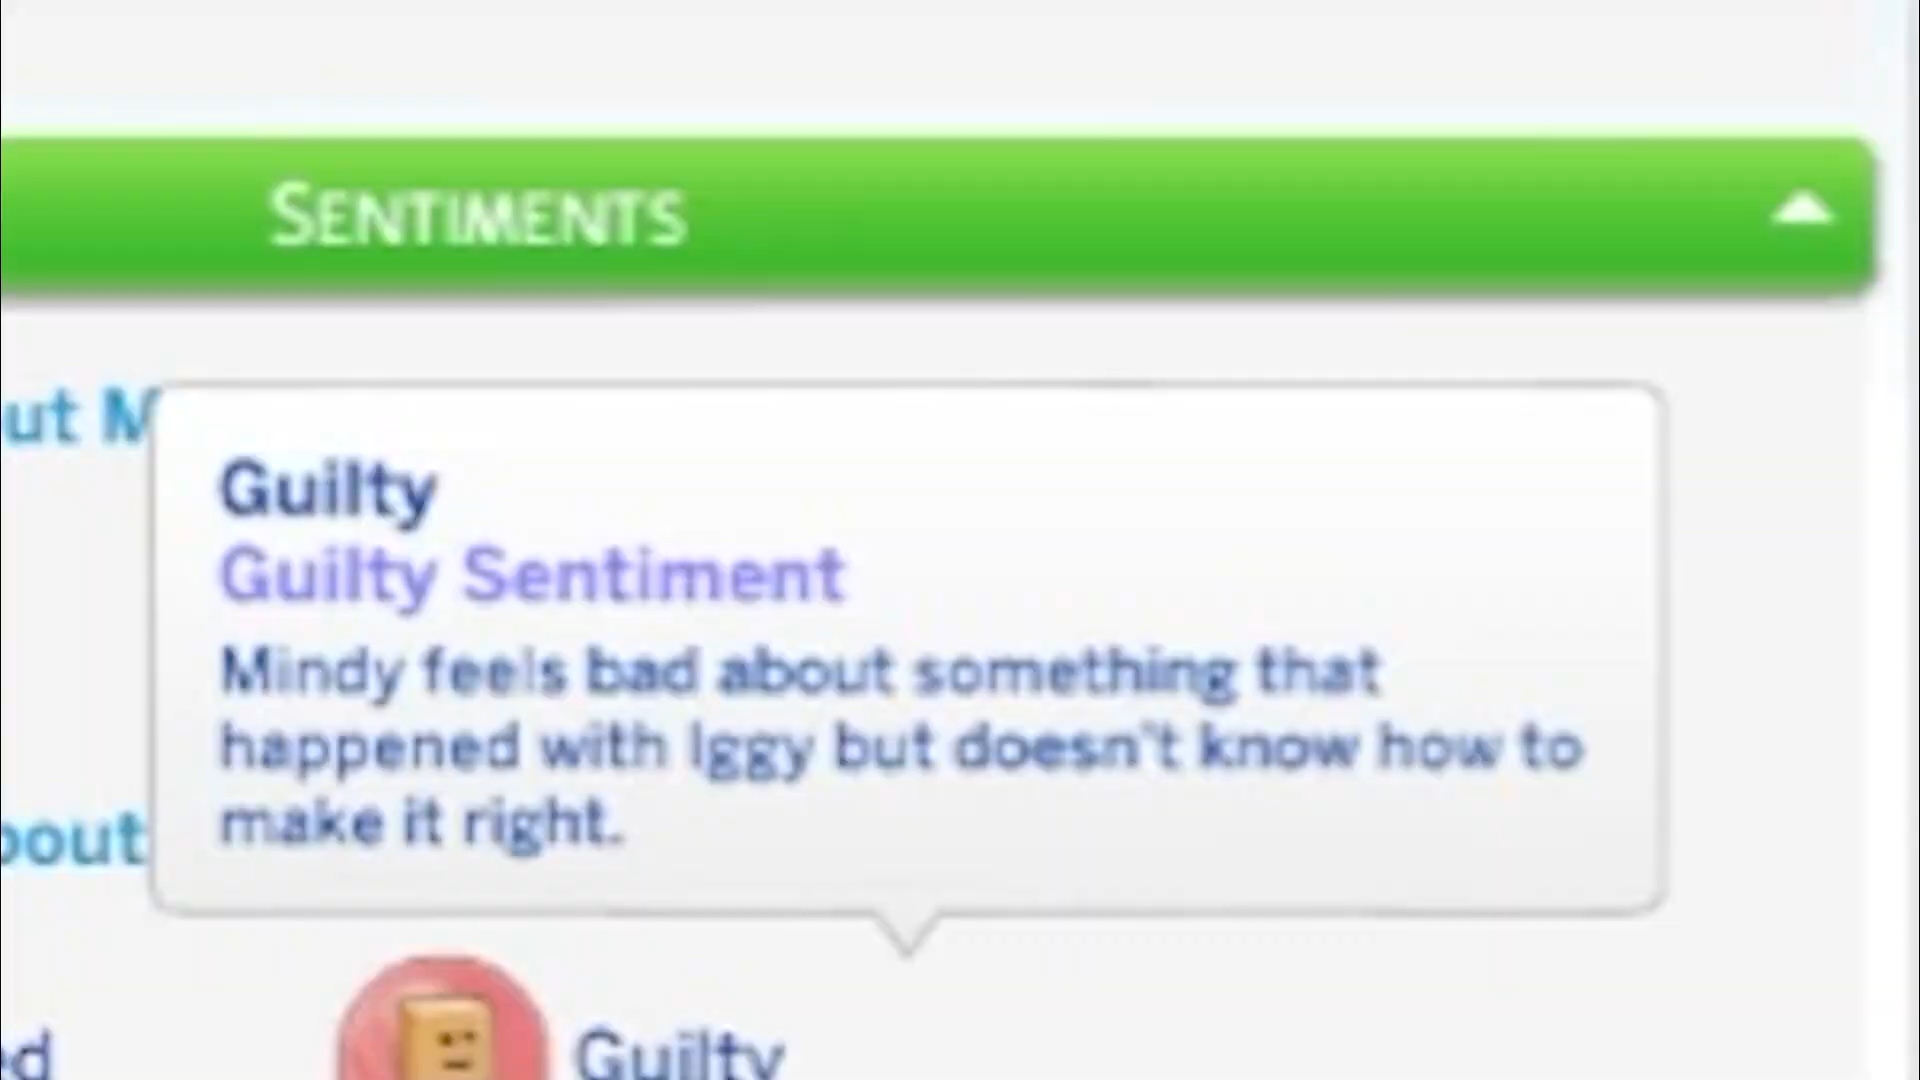 SENTIMENTS
ut M
Guilty
Guilty Sentiment
Mindy feels bad about something that
happened with Iggy but doesn't know how to
make it right.
bout
ed
Guilty